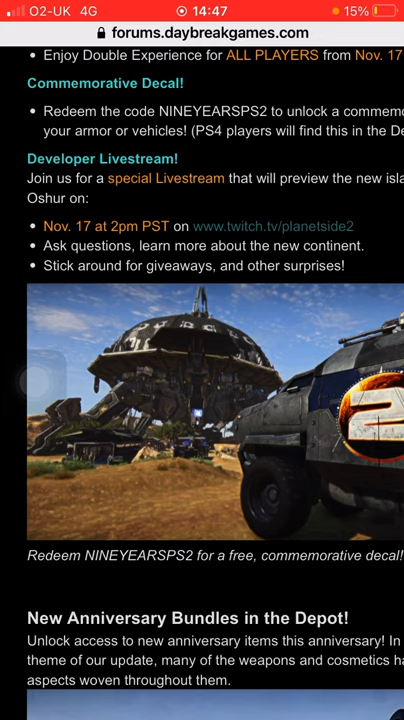 O2-UK 4G 14:47 15%
forums.daybreakgames.com
• Enjoy Double Experience for ALL PLAYERS from Nov. 17
Commemorative Decal!
• Redeem the code NINEYEARSPS2 to unlock a commemo
your armor or vehicles! (PS4 players will find this in the De
Developer Livestream!
Join us for a special Livestream that will preview the new isla
Oshur on:
• Nov. 17 at 2pm PST on www.twitch.tv/planetside2
• Ask questions, learn more about the new continent.
• Stick around for giveaways, and other surprises!
2
Redeem NINEYEARSPS2 for a free, commemorative decal!
New Anniversary Bundles in the Depot!
Unlock access to new anniversary items this anniversary! In
theme of our update, many of the weapons and cosmetics ha
aspects woven throughout them.